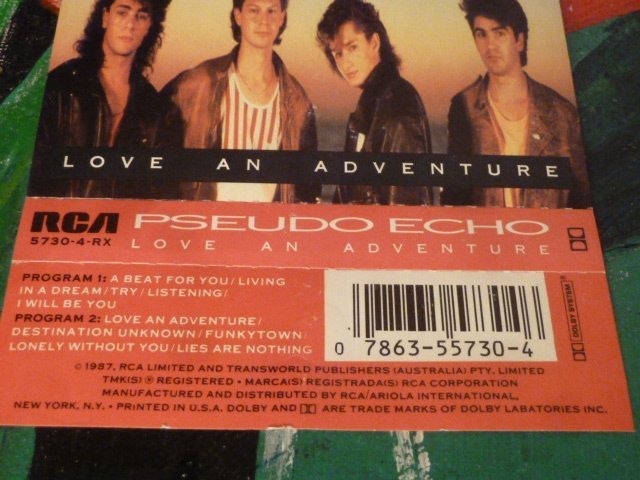 LOVE AN ADVENTURE
RCA PSEUDO ECHO
5730-4-RX LOVE AN ADVENTURE
PROGRAM 1: A BEAT FOR YOU/LIVING
IN A DREAM/TRY/LISTENING/
I WILL BE YOU
PROGRAM 2: LOVE AN ADVENTURE/
DESTINATION UNKNOWN/FUNKYTOWN/
LONELY WITHOUT YOU/LIES ARE NOTHING
0 7863-55730-4
DOLBY SYSTEM®
© 1987, RCA LIMITED AND TRANSWORLD PUBLISHERS (AUSTRALIA) PTY. LIMITED
TMK(S) ® REGISTERED • MARCA(S) REGISTRADA(S) RCA CORPORATION
MANUFACTURED AND DISTRIBUTED BY RCA/ARIOLA INTERNATIONAL,
NEW YORK, N.Y. • PRINTED IN U.S.A. DOLBY AND ARE TRADE MARKS OF DOLBY LABATORIES INC.